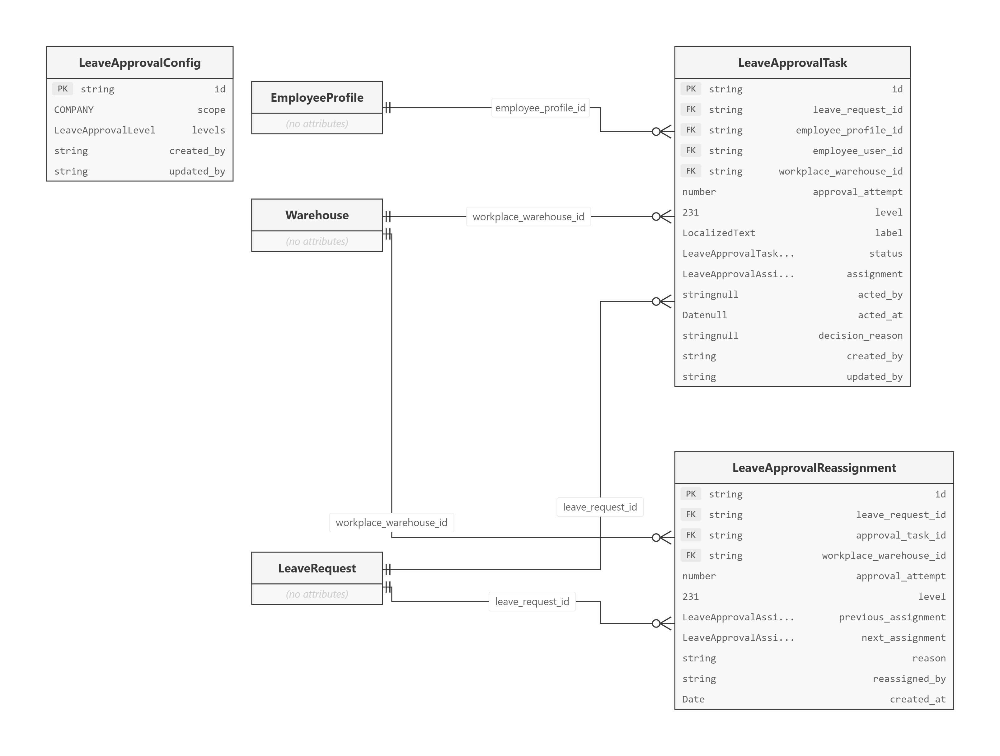 LeaveApprovalConfig
PK string id
COMPANY scope
LeaveApprovalLevel levels
string created_by
string updated_by
EmployeeProfile
(no attributes)
employee_profile_id
Warehouse
(no attributes)
workplace_warehouse_id
workplace_warehouse_id
leave_request_id
LeaveRequest
(no attributes)
leave_request_id
LeaveApprovalTask
PK string id
FK string leave_request_id
FK string employee_profile_id
FK string employee_user_id
FK string workplace_warehouse_id
number approval_attempt
231 level
LocalizedText label
LeaveApprovalTask... status
LeaveApprovalAssi... assignment
stringnull acted_by
Datenull acted_at
stringnull decision_reason
string created_by
string updated_by
LeaveApprovalReassignment
PK string id
FK string leave_request_id
FK string approval_task_id
FK string workplace_warehouse_id
number approval_attempt
231 level
LeaveApprovalAssi... previous_assignment
LeaveApprovalAssi... next_assignment
string reason
string reassigned_by
Date created_at